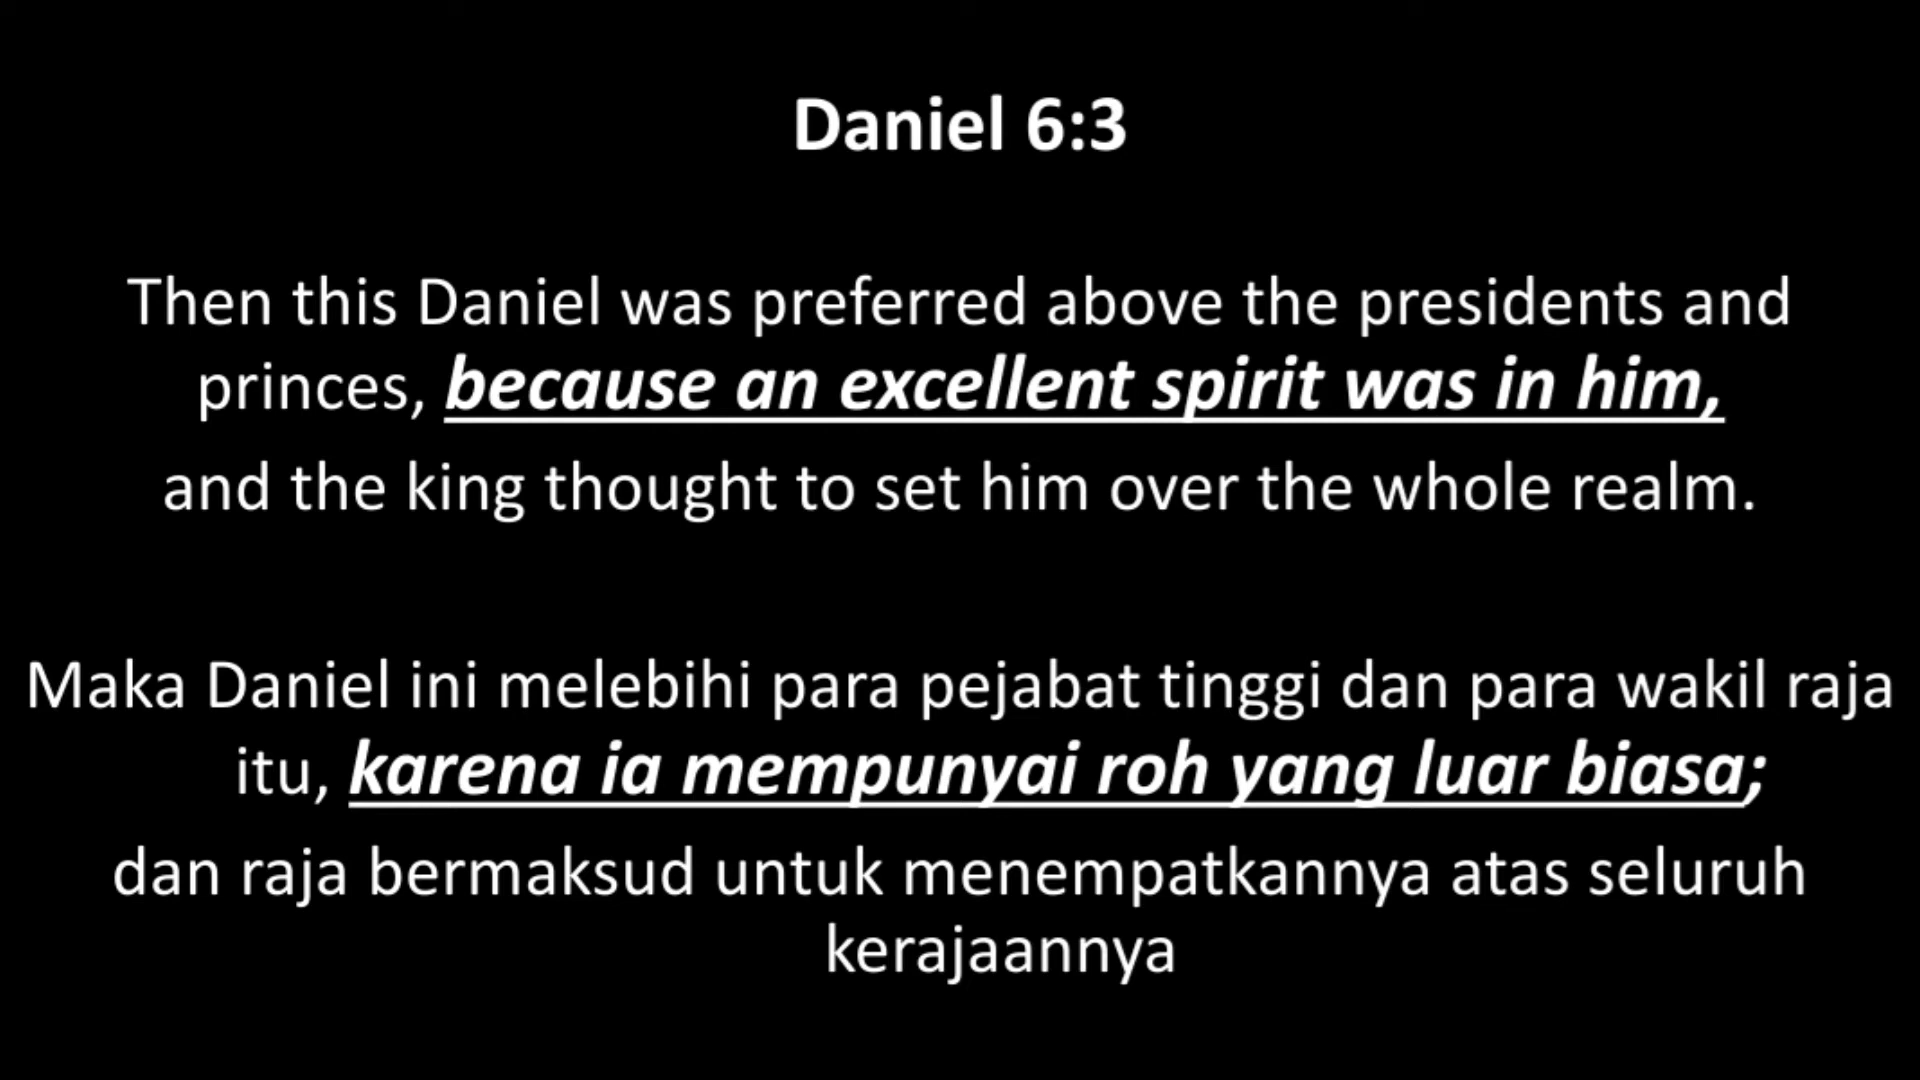 Daniel 6:3
Then this Daniel was preferred above the presidents and
princes, because an excellent spirit was in him,
and the king thought to set him over the whole realm.
Maka Daniel ini melebihi para pejabat tinggi dan para wakil raja
itu, karena ia mempunyai roh yang luar biasa;
dan raja bermaksud untuk menempatkannya atas seluruh
kerajaannya